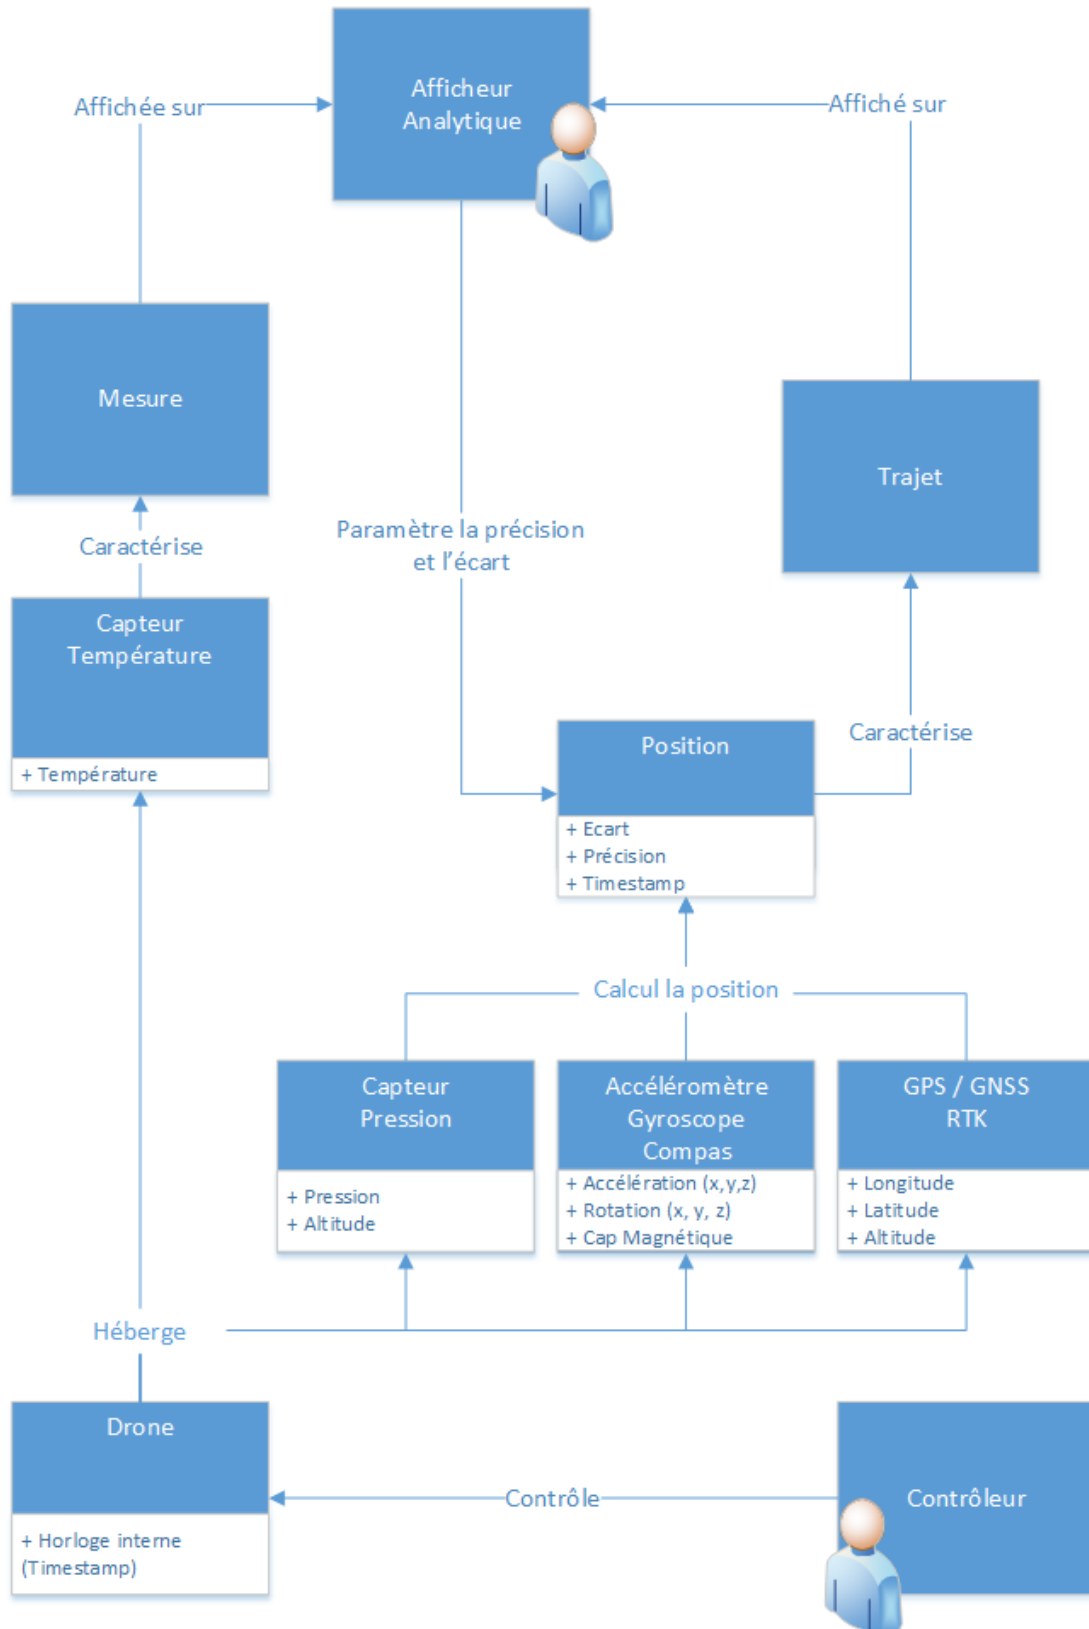 Afficheur
Analytique
Affichée sur
Affiché sur
Mesure
Trajet
Paramètre la précision
et l'écart
Caractérise
Capteur
Température
+ Température
Position
+ Ecart
+ Précision
+ Timestamp
Caractérise
Calcul la position
Capteur
Pression
+ Pression
+ Altitude
Accéléromètre
Gyroscope
Compas
+ Accélération (x,y,z)
+ Rotation (x, y, z)
+ Cap Magnétique
GPS / GNSS
RTK
+ Longitude
+ Latitude
+ Altitude
Héberge
Drone
+ Horloge interne
(Timestamp)
Contrôle
Contrôleur